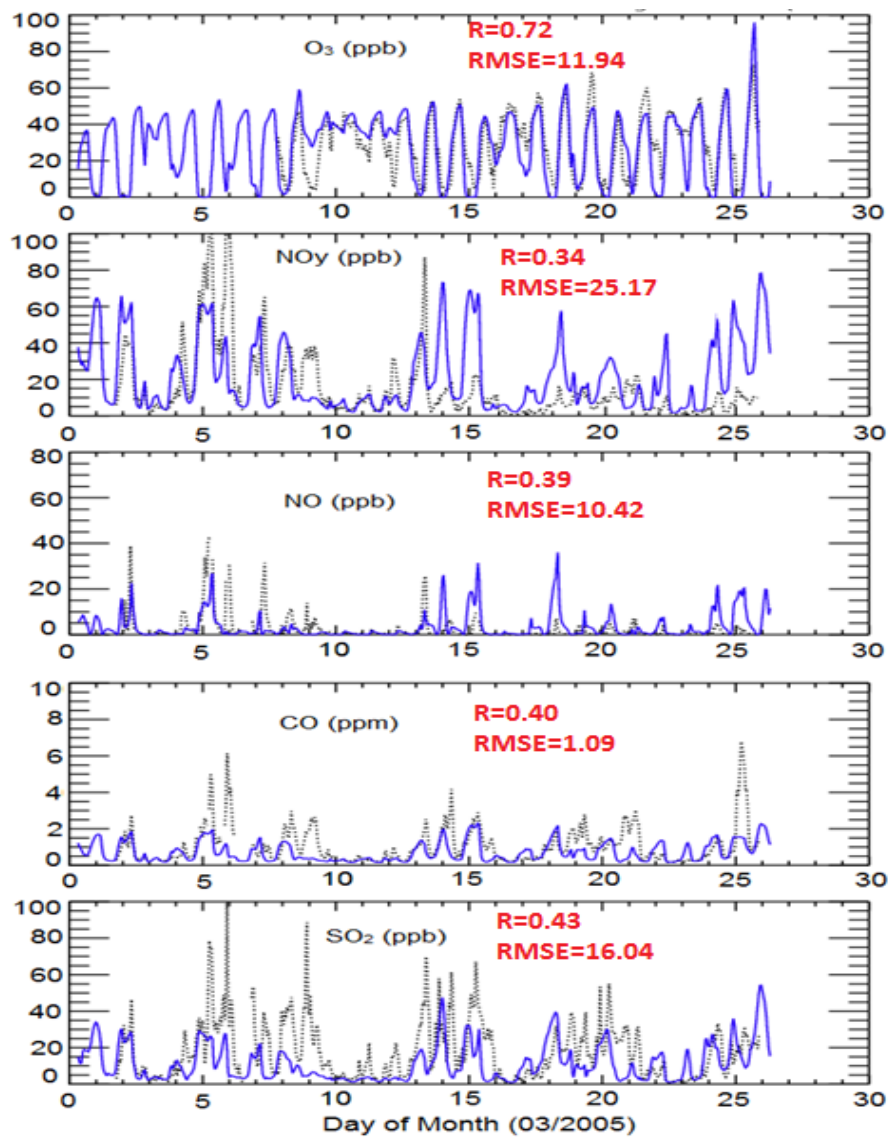 R=0.72
O₃ (ppb)
RMSE=11.94
100
80
60
40
20
0
0 5 10 15 20 25 30
100
80
60
40
20
0
NOy (ppb)
R=0.34
RMSE=25.17
0 5 10 15 20 25 30
80
60
40
20
0
NO (ppb)
R=0.39
RMSE=10.42
0 5 10 15 20 25 30
10
8
6
4
2
0
CO (ppm)
R=0.40
RMSE=1.09
0 5 10 15 20 25 30
100
80
60
40
20
0
SO₂ (ppb)
R=0.43
RMSE=16.04
0 5 10 15 20 25 30
Day of Month (03/2005)